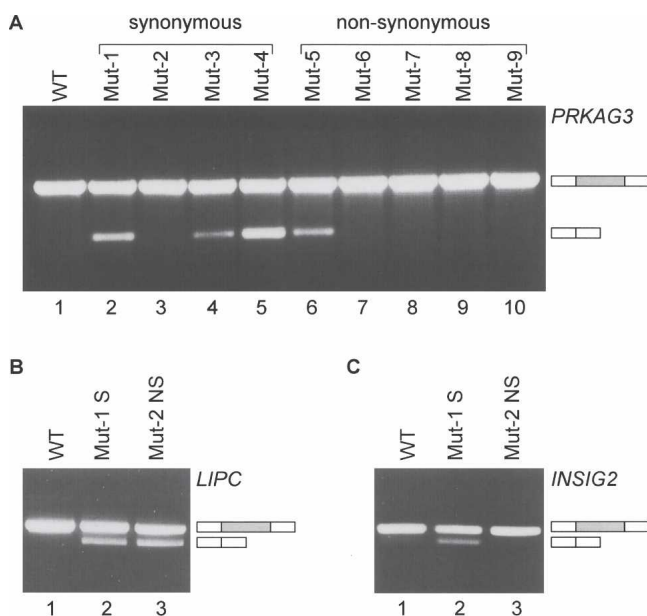 A
synonymous
non-synonymous
WT
Mut-1
Mut-2
Mut-3
Mut-4
Mut-5
Mut-6
Mut-7
Mut-8
Mut-9
PRKAG3
1 2 3 4 5 6 7 8 9 10
B
WT
Mut-1 S
Mut-2 NS
LIPC
1 2 3
C
WT
Mut-1 S
Mut-2 NS
INSIG2
1 2 3